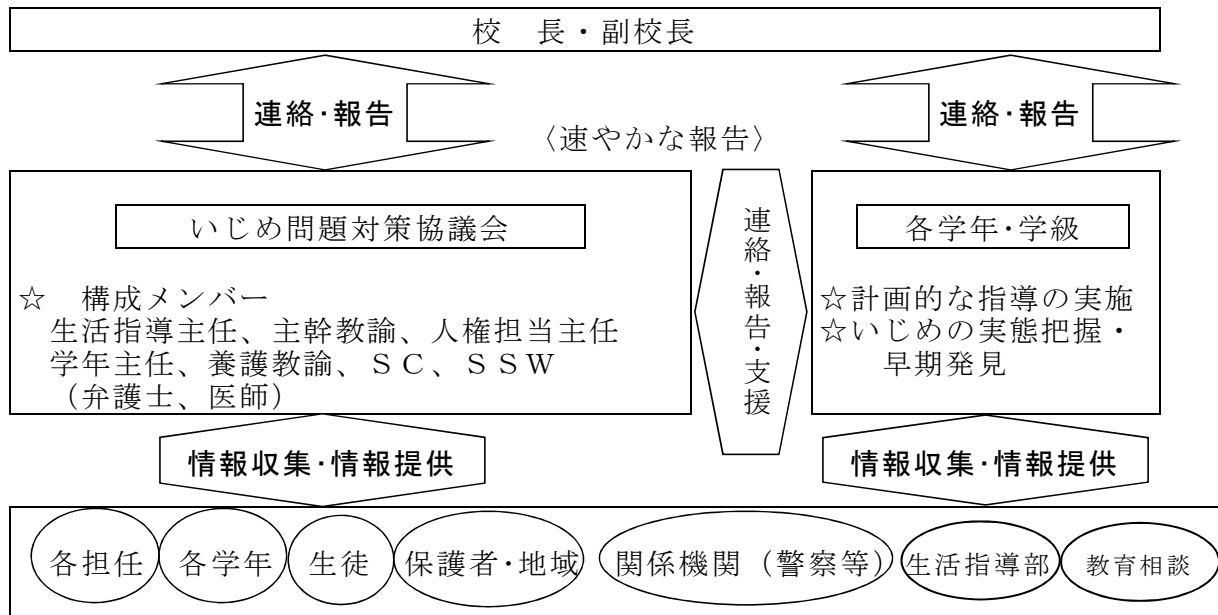 校　長・副校長
連絡・報告
連絡・報告
〈速やかな報告〉
いじめ問題対策協議会
☆　構成メンバー
生活指導主任、主幹教諭、人権担当主任
学年主任、養護教諭、ＳＣ、ＳＳＷ
（弁護士、医師）
連絡・報告・支援
各学年・学級
☆計画的な指導の実施
☆いじめの実態把握・
早期発見
情報収集・情報提供
情報収集・情報提供
各担任
各学年
生徒
保護者・地域
関係機関（警察等）
生活指導部
教育相談